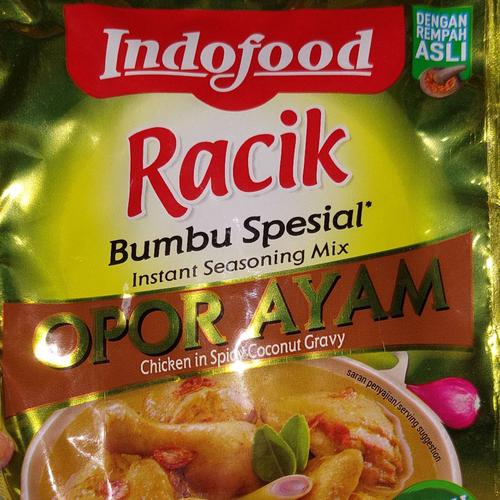 Indofood
DENGAN
REMPAH
ASLI
Racik
Bumbu Spesial*
Instant Seasoning Mix
OPOR AYAM
Chicken in Spicy Coconut Gravy
saran penyajian/serving suggestion